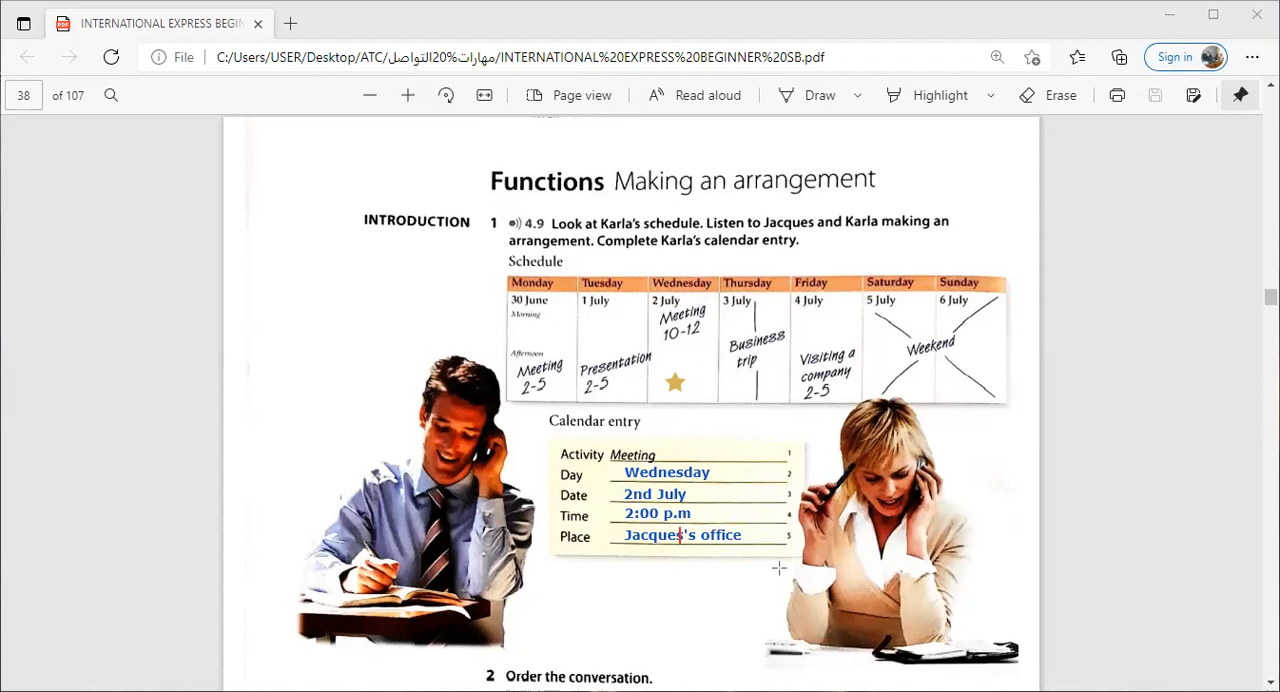 INTERNATIONAL EXPRESS BEGIN
File C:/Users/USER/Desktop/ATC/مهارات%20التواصل/INTERNATIONAL%20EXPRESS%20BEGINNER%20SB.pdf
Sign in
38 of 107
Page view
Read aloud
Draw
Highlight
Erase
Functions Making an arrangement
INTRODUCTION 1 4.9 Look at Karla's schedule. Listen to Jacques and Karla making an
arrangement. Complete Karla's calendar entry.
Schedule
Monday Tuesday Wednesday Thursday Friday Saturday Sunday
30 June 1 July 2 July 3 July 4 July 5 July 6 July
Morning
Meeting
10-12
Business
trip
Weekend
Afternoon
Meeting
2-5
Presentation
2-5
Visiting a
company
2-5
Calendar entry
Activity Meeting 1
Day Wednesday 2
Date 2nd July 3
Time 2:00 p.m 4
Place Jacques's office 5
2 Order the conversation.